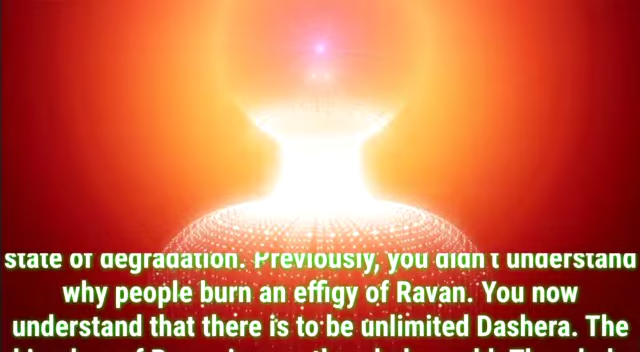 state of degradation. Previously, you didn't understand
why people burn an effigy of Ravan. You now
understand that there is to be unlimited Dashera. The